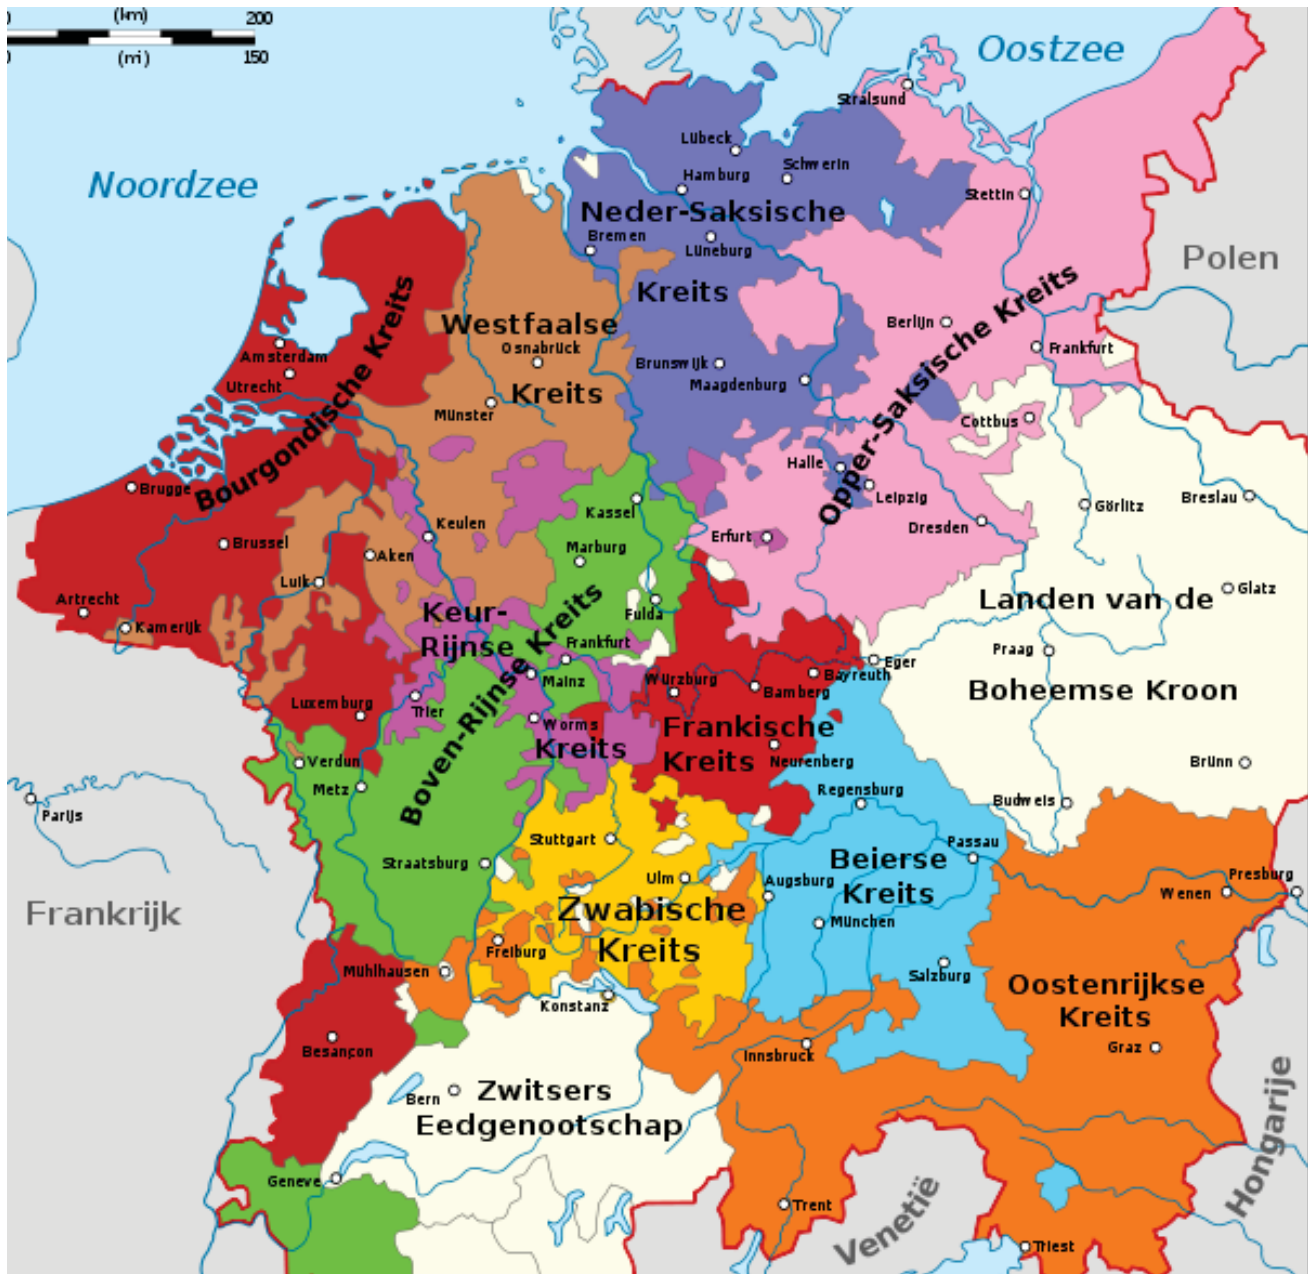 (km)
200
0
0
(mi)
150
Oostzee
Noordzee
Stralsund
Lübeck
Schwerin
Hamburg
Stettin
Neder-Saksische
Bremen
Lüneburg
Polen
Kreits
Westfaalse
Osnabrück
Kreits
Berlijn
Opper-Saksische Kreits
Frankfurt
Amsterdam
Utrecht
Bourgondische Kreits
Brunswijk
Maagdenburg
Münster
Cottbus
Halle
Leipzig
Brugge
Kassel
Görlitz
Breslau
Keulen
Dresden
Brussel
Aken
Marburg
Erfurt
Luik
Glatz
Artrecht
Kamerijk
Keur-
Rijnse
Fulda
Landen van de
Frankfurt
Praag
Eger
Boven-Rijnse Kreits
Mainz
Würzburg
Bayreuth
Bamberg
Boheemse Kroon
Luxemburg
Trier
Worms
Kreits
Frankische
Kreits
Neurenberg
Verdun
Metz
Brünn
Regensburg
Budweis
Parijs
Stuttgart
Passau
Straatsburg
Ulm
Augsburg
Beierse
Kreits
Presburg
Wenen
Frankrijk
Zwabische
Kreits
München
Freiburg
Mühlhausen
Salzburg
Konstanz
Oostenrijkse
Kreits
Besançon
Innsbruck
Graz
Bern
Zwitsers
Eedgenootschap
Hongarije
Geneve
Trent
Venetië
Triest